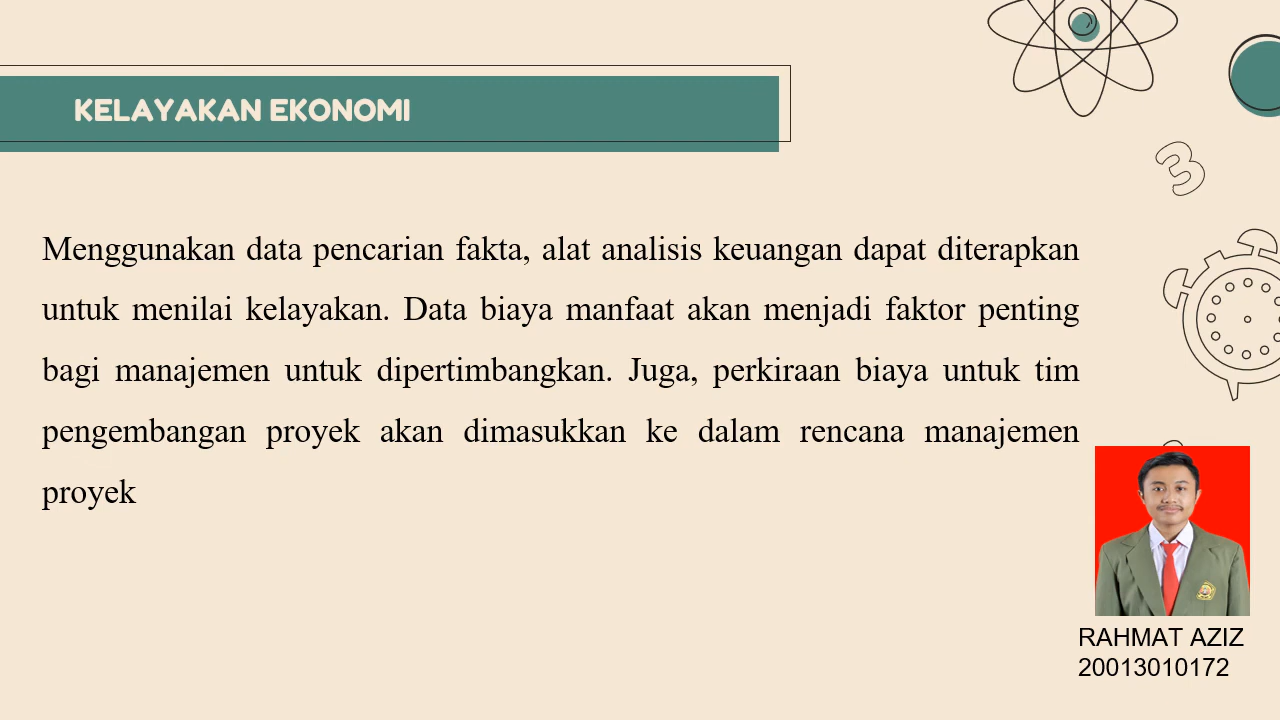 KELAYAKAN EKONOMI
3
Menggunakan data pencarian fakta, alat analisis keuangan dapat diterapkan
untuk menilai kelayakan. Data biaya manfaat akan menjadi faktor penting
bagi manajemen untuk dipertimbangkan. Juga, perkiraan biaya untuk tim
pengembangan proyek akan dimasukkan ke dalam rencana manajemen
proyek
RAHMAT AZIZ
20013010172